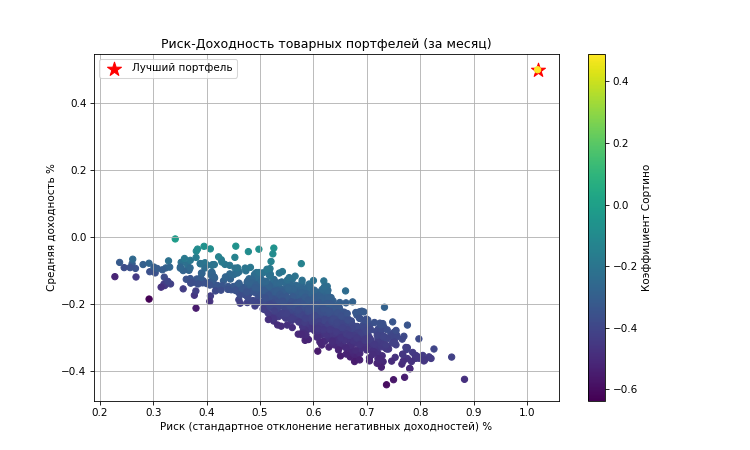 Риск-Доходность товарных портфелей (за месяц)
Лучший портфель
Средняя доходность %
0.4
0.2
0.0
−0.2
−0.4
0.2 0.3 0.4 0.5 0.6 0.7 0.8 0.9 1.0
Риск (стандартное отклонение негативных доходностей) %
0.4
0.2
0.0
−0.2
−0.4
−0.6
Коэффициент Сортино